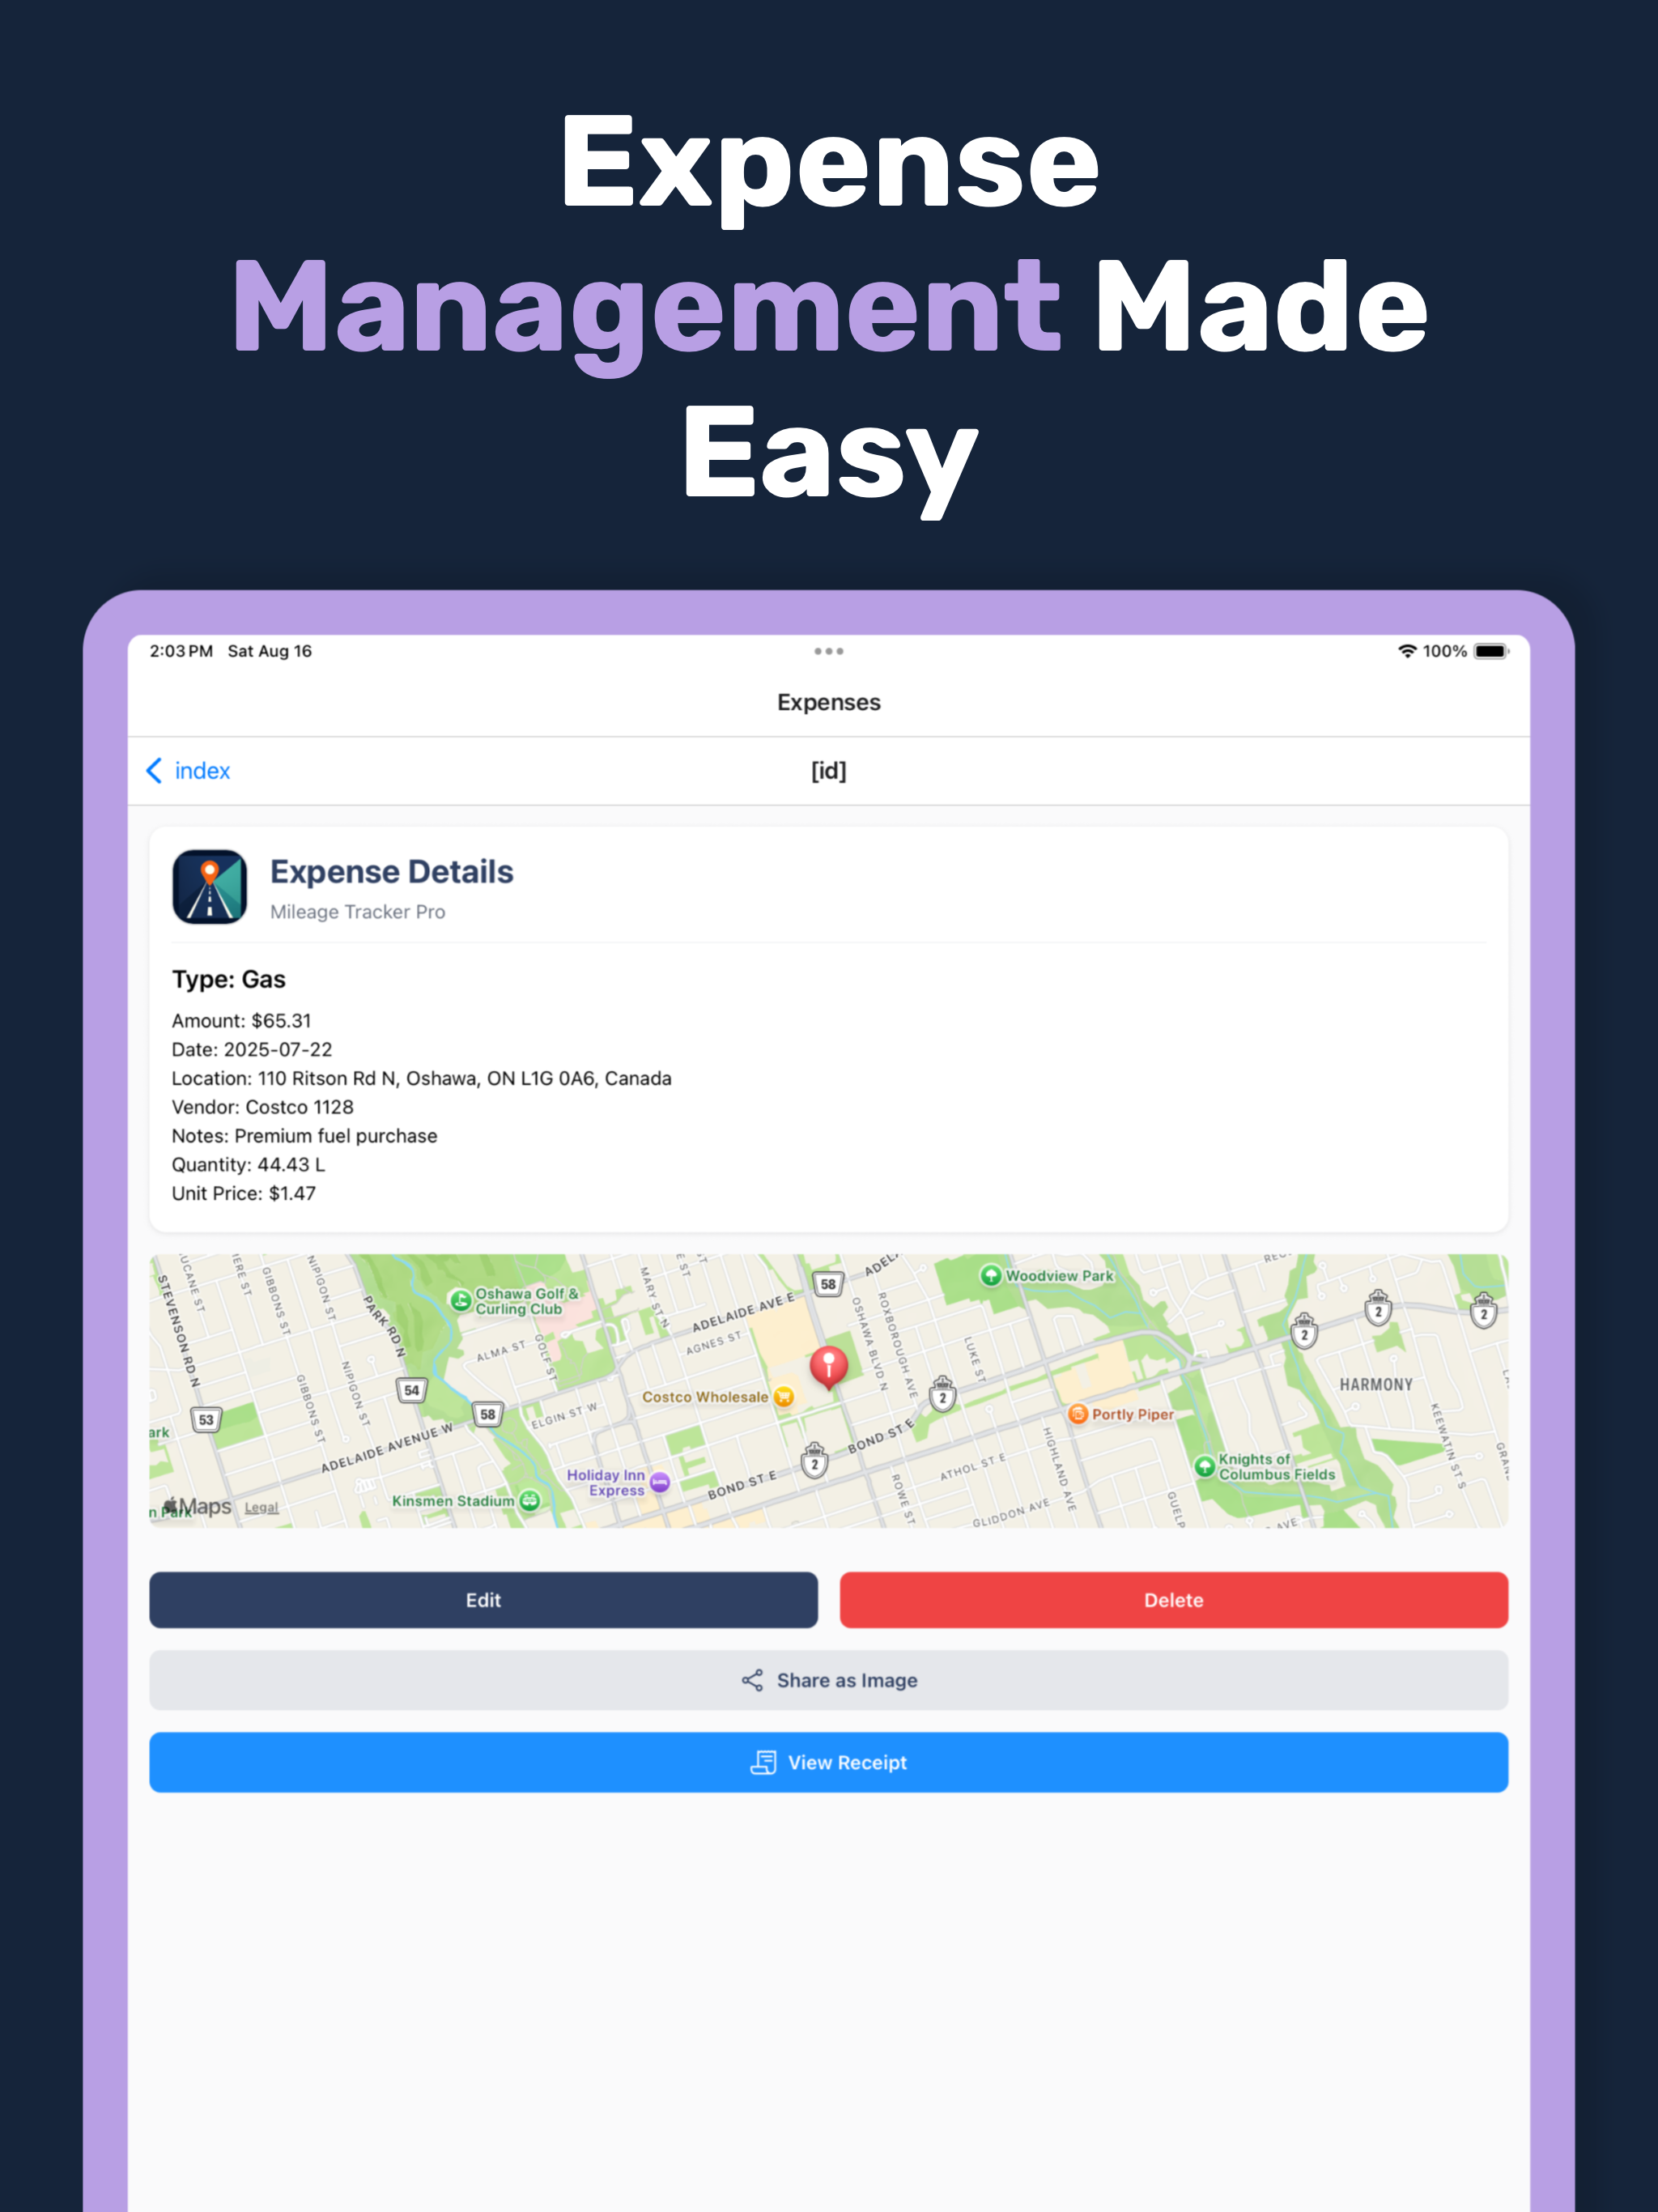 Expense
Management Made
Easy
2:03 PM Sat Aug 16
100%
Expenses
index
[id]
Expense Details
Mileage Tracker Pro
Type: Gas
Amount: $65.31
Date: 2025-07-22
Location: 110 Ritson Rd N, Oshawa, ON L1G 0A6, Canada
Vendor: Costco 1128
Notes: Premium fuel purchase
Quantity: 44.43 L
Unit Price: $1.47
STEVENSON RD N
GIBBONS ST
NIPIGON ST
PARK RD N
Oshawa Golf &
Curling Club
MARY ST N
58
ADELAIDE AVE E
AGNES ST
ALMA ST
GOLF ST
OSHAWA BLVD N
ROXBOROUGH AVE
LUKE ST
Woodview Park
2
2
2
HARMONY
NIPIGON ST
GIBBONS ST
54
53
58
ELGIN ST W
ADELAIDE AVENUE W
Costco Wholesale
2
BOND ST E
Portly Piper
2
BOND ST E
Holiday Inn
Express
Kinsmen Stadium
ATHOL ST E
ROWE ST
HIGHLAND AVE
GLIDDON AVE
Knights of
Columbus Fields
KEEWATIN ST S
Maps
Legal
Edit
Delete
Share as Image
View Receipt